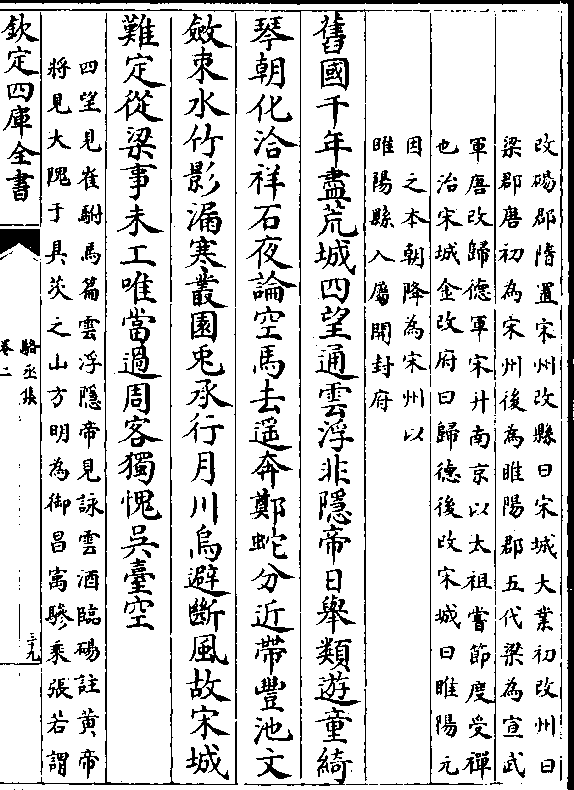 改碭郡隋置宋州改縣曰宋城大業初改州曰
梁郡唐初為宋州後為睢陽郡五代梁為宣武
軍唐改歸德軍宋升南京以太祖嘗節度受禪
也治宋城金改府曰歸德後改宋城曰睢陽元
因之本朝降為宋州以
睢陽縣入屬開封府
舊國千年盡荒城四望通雲浮非隱帝日舉類遊童綺
琴朝化洽祥石夜論空馬去遥奔鄭蛇分近帶豐池文
斂束水竹影漏寒叢園兎承行月川烏避斷風故宋城
難定從梁事未工唯當過周客獨愧吳臺空
四望見崔駙馬篇雲浮隱帝見詠雲酒臨碭註黄帝
將見大隗于具茨之山方明為御昌寓驂乘張若謂
欽定四庫全書
駱丞集
卷二
三九